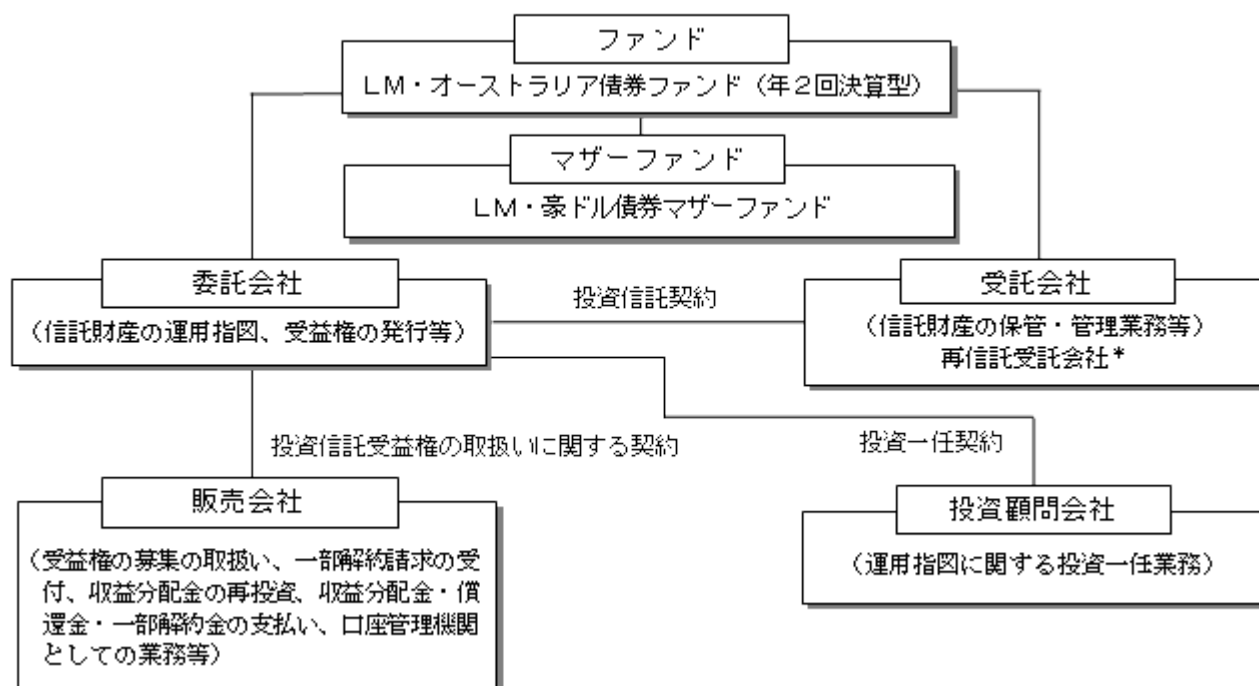 ファンド
LM・オーストラリア債券ファンド（年2回決算型）
マザーファンド
LM・豪ドル債券マザーファンド
委託会社
（信託財産の運用指図、受益権の発行等）
投資信託契約
受託会社
（信託財産の保管・管理業務等）
再信託受託会社*
投資信託受益権の取扱いに関する契約
投資一任契約
販売会社
（受益権の募集の取扱い、一部解約請求の受
付、収益分配金の再投資、収益分配金・償
還金・一部解約金の支払い、口座管理機関
としての業務等）
投資顧問会社
（運用指図に関する投資一任業務）